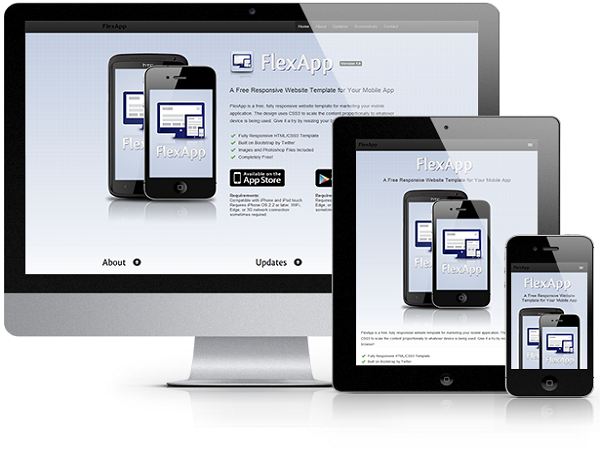 FlexApp
Home About Updates Screenshots Contact
FlexApp
Version 1.0
A Free Responsive Website Template for Your Mobile App
FlexApp is a free, fully responsive website template for marketing your mobile
application. The design uses CSS3 to scale the content proportionally to whatever
device is being used. Give it a try by resizing your b
Fully Responsive HTML/CSS3 Template
Built on Bootstrap by Twitter
Images and Photoshop Files Included
Completely Free!
Available on the
App Store
Requirements:
Compatible with iPhone and iPod touch.
Requires iPhone OS 2.2 or later. WiFi,
Edge, or 3G network connection
sometimes required.
FlexApp
About
Updates
FlexApp
FlexApp
A Free Responsive Website Template for Your Mobile App
FlexApp
FlexApp is a free, fully responsive website template for marketing your mobile application. The design uses
CSS3 to scale the content proportionally to whatever device is being used. Give it a try by resizing your
browser!
Fully Responsive HTML/CSS3 Template
Built on Bootstrap by Twitter
FlexApp
FlexApp
A Free Responsive Website
Template for Your Mobile App
FlexApp